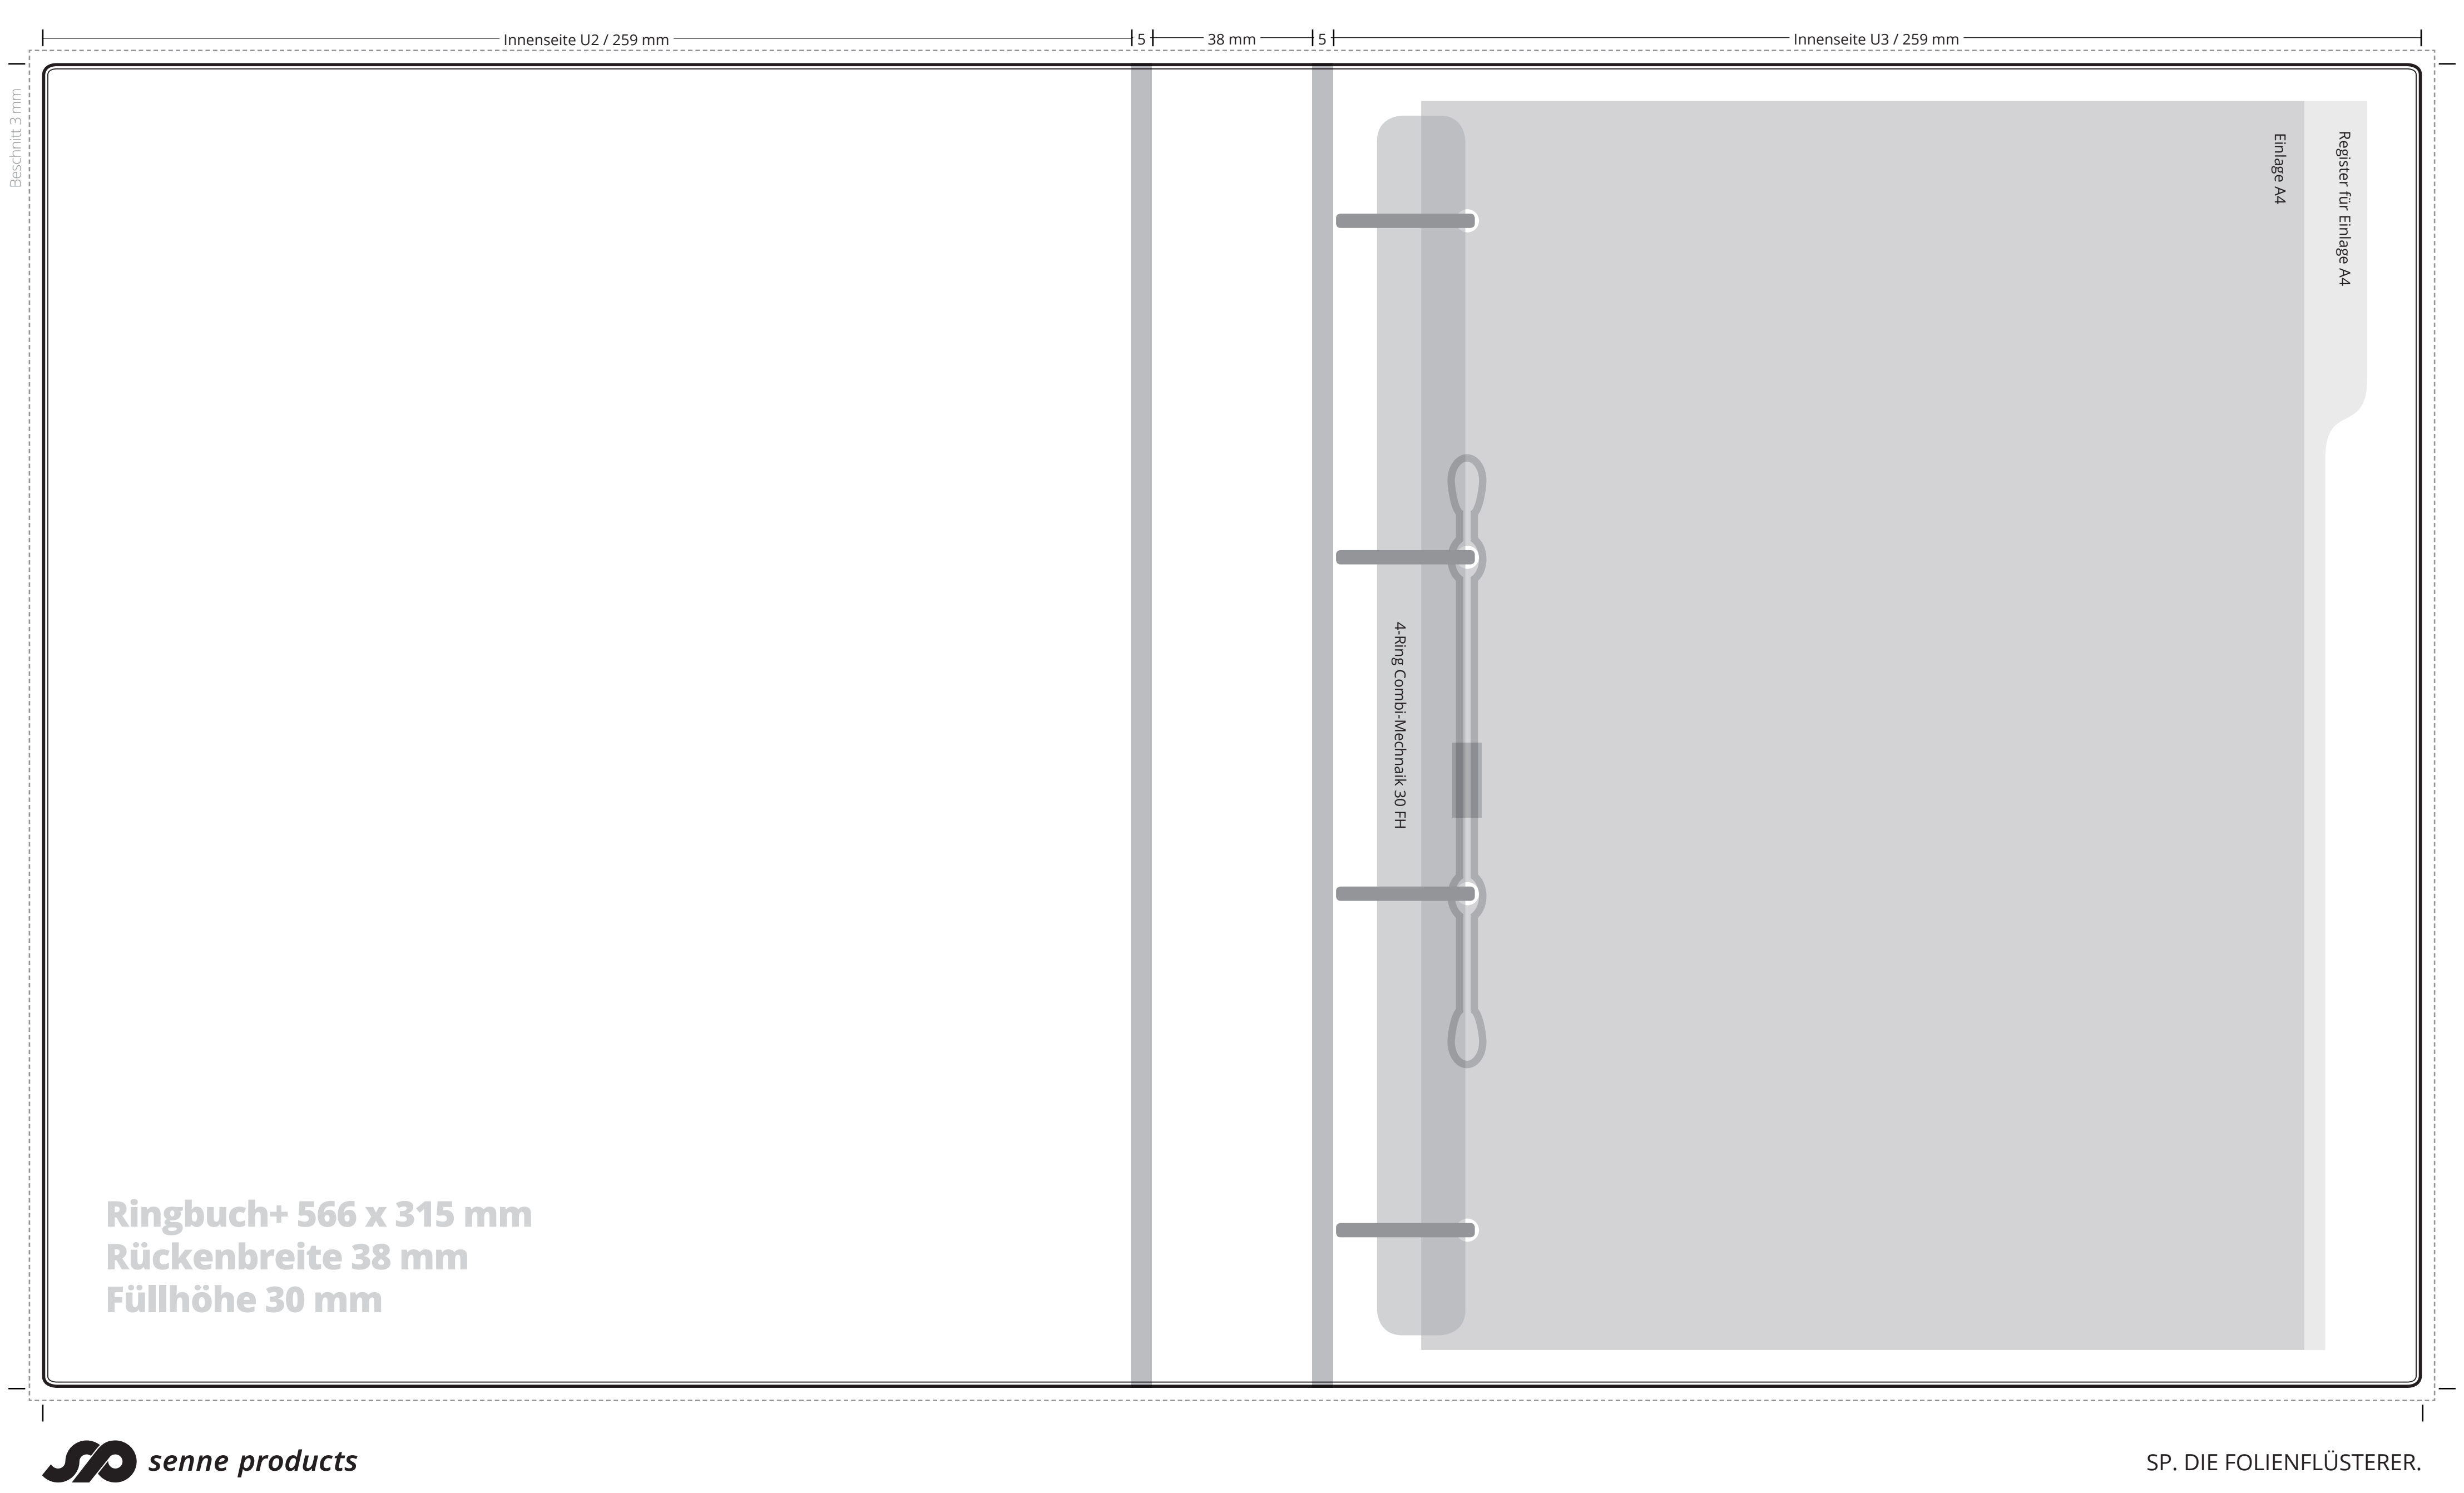 Innenseite U2 / 259 mm
5
38 mm
5
Innenseite U3 / 259 mm
Beschnitt 3 mm
Einlage A4
Register für Einlage A4
4-Ring Combi-Mechnaik 30 FH
Ringbuch+ 566 x 315 mm
Rückenbreite 38 mm
Füllhöhe 30 mm
senne products
SP. DIE FOLIENFLÜSTERER.